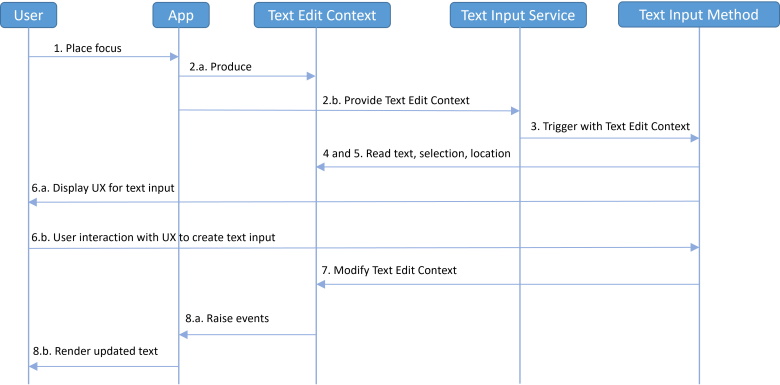 User
App
Text Edit Context
Text Input Service
Text Input Method
1. Place focus
2.a. Produce
2.b. Provide Text Edit Context
3. Trigger with Text Edit Context
4 and 5. Read text, selection, location
6.a. Display UX for text input
6.b. User interaction with UX to create text input
7. Modify Text Edit Context
8.a. Raise events
8.b. Render updated text